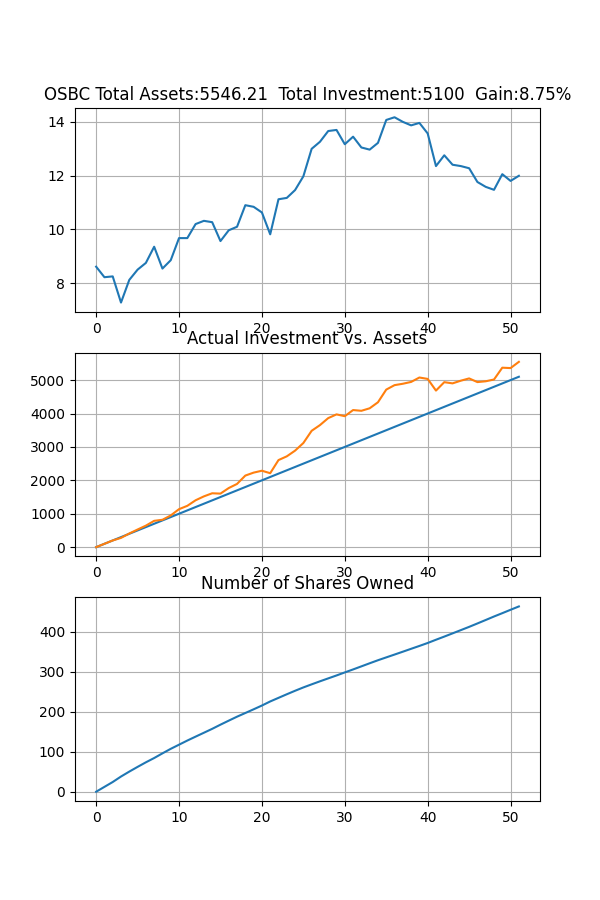 OSBC Total Assets:5546.21  Total Investment:5100  Gain:8.75%
14
12
10
8
0 10 20 30 40 50
Actual Investment vs. Assets
5000
4000
3000
2000
1000
0
0 10 20 30 40 50
Number of Shares Owned
400
300
200
100
0
0 10 20 30 40 50